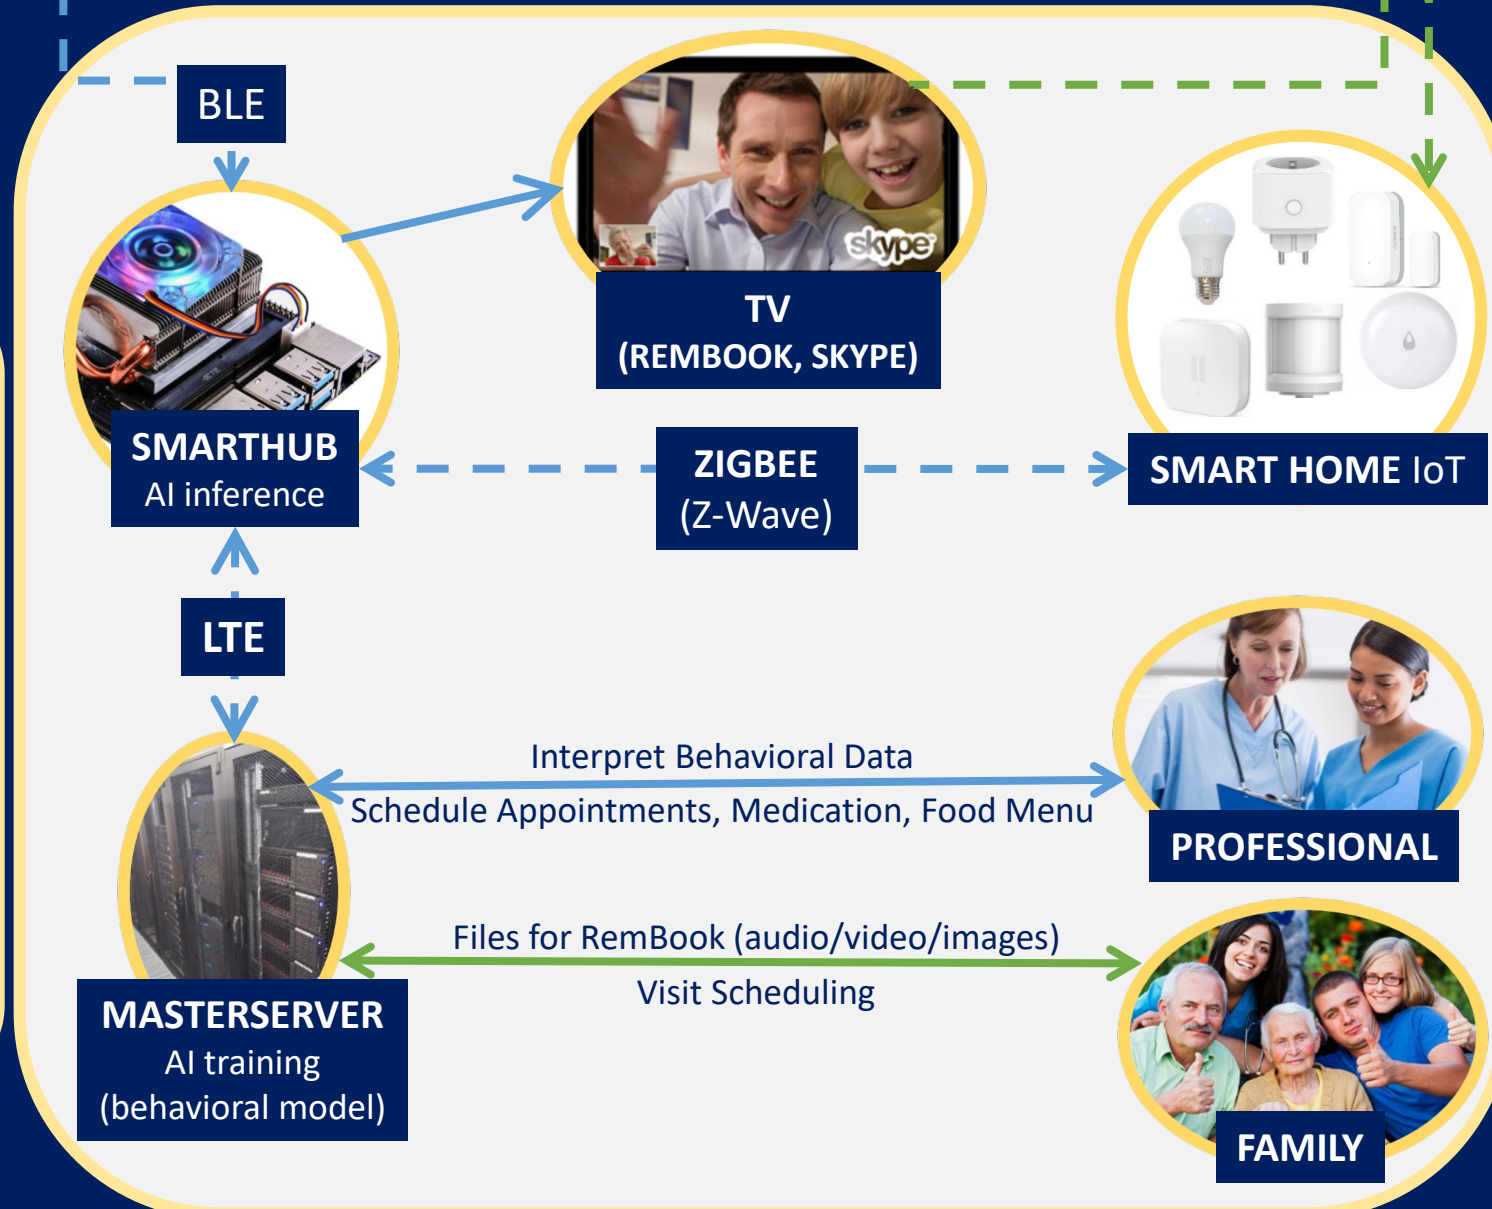 BLE
skype
TV
(REMBOOK, SKYPE)
SMARTHUB
AI inference
ZIGBEE
(Z-Wave)
SMART HOME IoT
LTE
Interpret Behavioral Data
Schedule Appointments, Medication, Food Menu
PROFESSIONAL
Files for RemBook (audio/video/images)
Visit Scheduling
MASTERSERVER
AI training
(behavioral model)
FAMILY